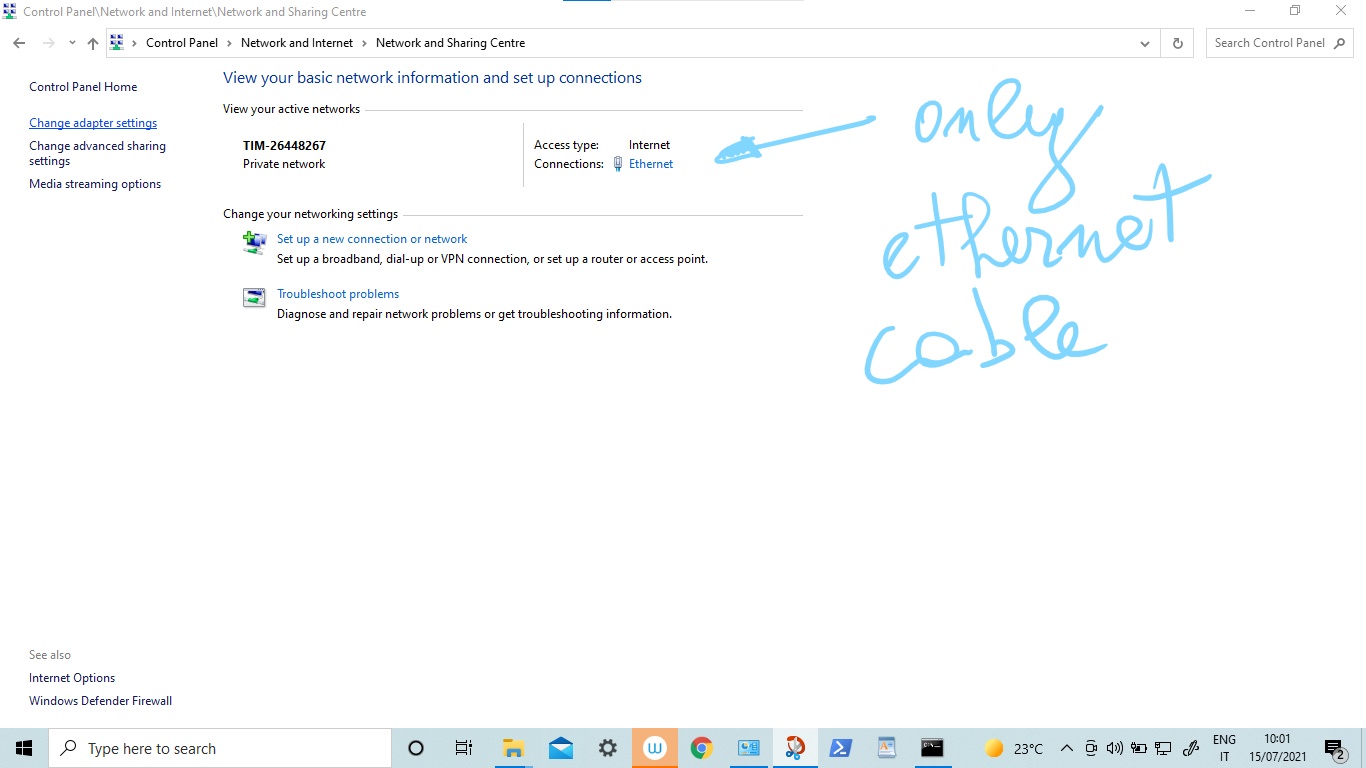 Control Panel\Network and Internet\Network and Sharing Centre
Control Panel > Network and Internet > Network and Sharing Centre
Search Control Panel
Control Panel Home
Change adapter settings
Change advanced sharing
settings
Media streaming options
View your basic network information and set up connections
View your active networks
TIM-26448267
Private network
Access type: Internet
Connections: Ethernet
Change your networking settings
Set up a new connection or network
Set up a broadband, dial-up or VPN connection, or set up a router or access point.
Troubleshoot problems
Diagnose and repair network problems or get troubleshooting information.
only
ethernet
cable
See also
Internet Options
Windows Defender Firewall
Type here to search
W
23°C
ENG
IT
10:01
15/07/2021
2